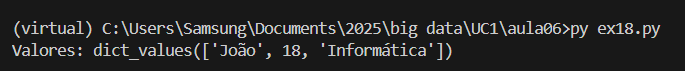 (virtual) C:\Users\Samsung\Documents\2025\big data\UC1\aula06>py ex18.py
Valores: dict_values(['João', 18, 'Informática'])